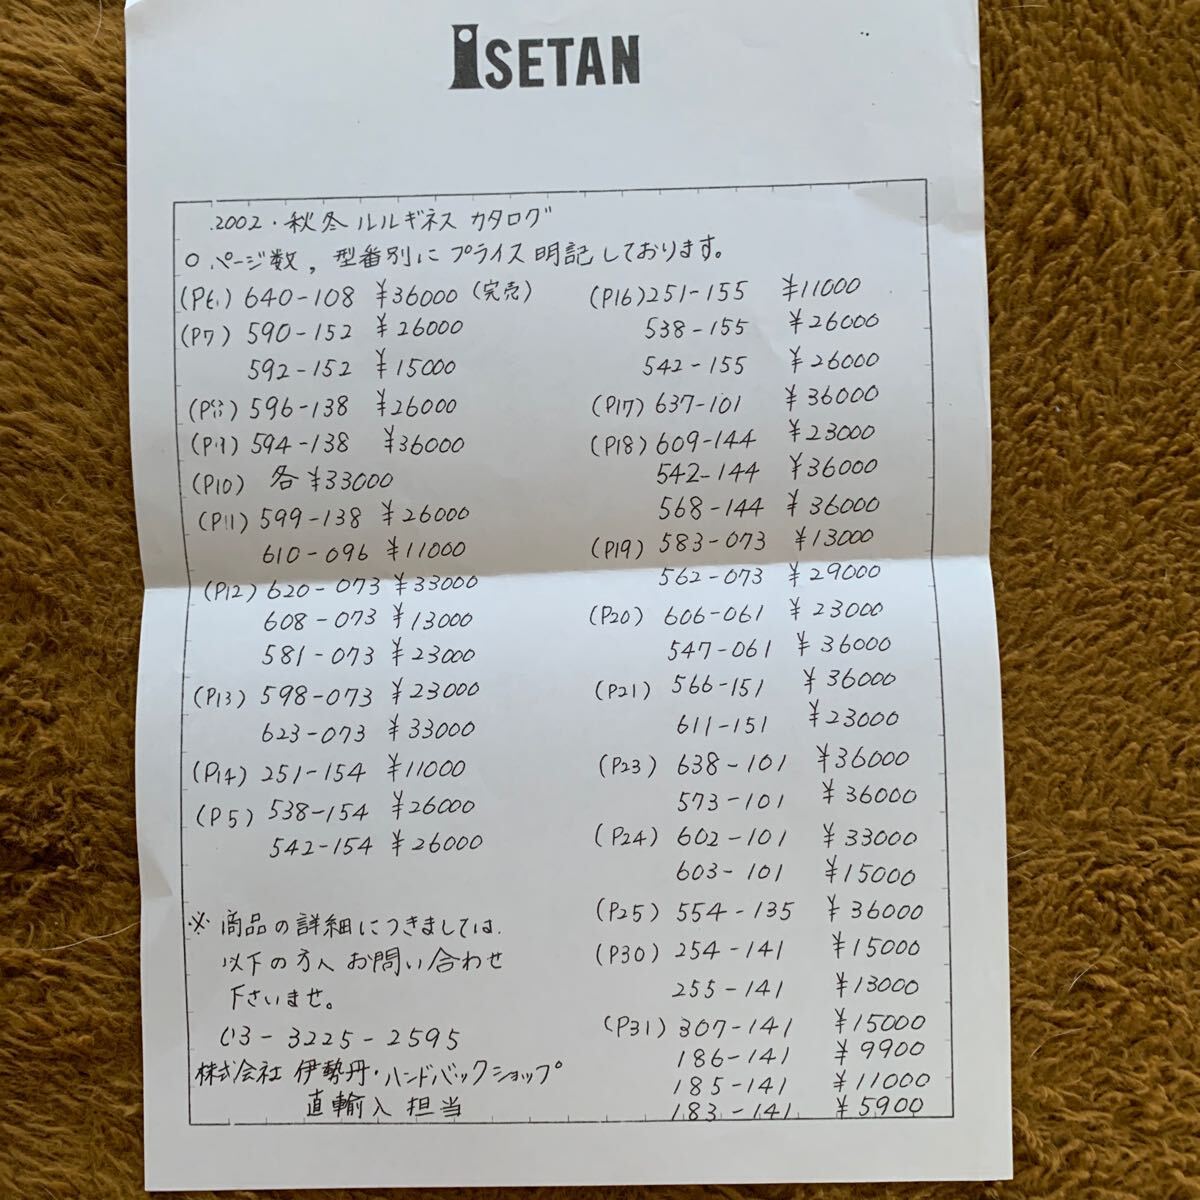 ISETAN
2002・秋冬ルルギネス カタログ
○ ページ数, 型番別にプライス明記しております。
(P6) 640-108 ¥36000 (完売)
(P7) 590-152 ¥26000
592-152 ¥15000
596-138 ¥26000
594-138 ¥36000
(P10) 各¥33000
(P11) 599-138 ¥26000
610-096 ¥11000
(P12) 620-073 ¥33000
608-073 ¥13000
581-073 ¥23000
(P13) 598-073 ¥23000
623-073 ¥33000
(P14) 251-154 ¥11000
(P5) 538-154 ¥26000
542-154 ¥26000
※ 商品の詳細につきましては.
以下の方へお問い合わせ
下さいませ。
03-3225-2595
株式会社 伊勢丹・ハンドバックショップ
直輸入 担当
(P16) 251-155 ¥11000
538-155 ¥26000
542-155 ¥26000
(P17) 637-101 ¥36000
(P18) 609-144 ¥23000
542-144 ¥36000
568-144 ¥36000
(P19) 583-073 ¥13000
562-073 ¥29000
(P20) 606-061 ¥23000
547-061 ¥36000
(P21) 566-151 ¥36000
611-151 ¥23000
(P23) 638-101 ¥36000
573-101 ¥36000
(P24) 602-101 ¥33000
603-101 ¥15000
(P25) 554-135 ¥36000
(P30) 254-141 ¥15000
255-141 ¥13000
(P31) 307-141 ¥15000
186-141 ¥9900
185-141 ¥11000
183-141 ¥5900